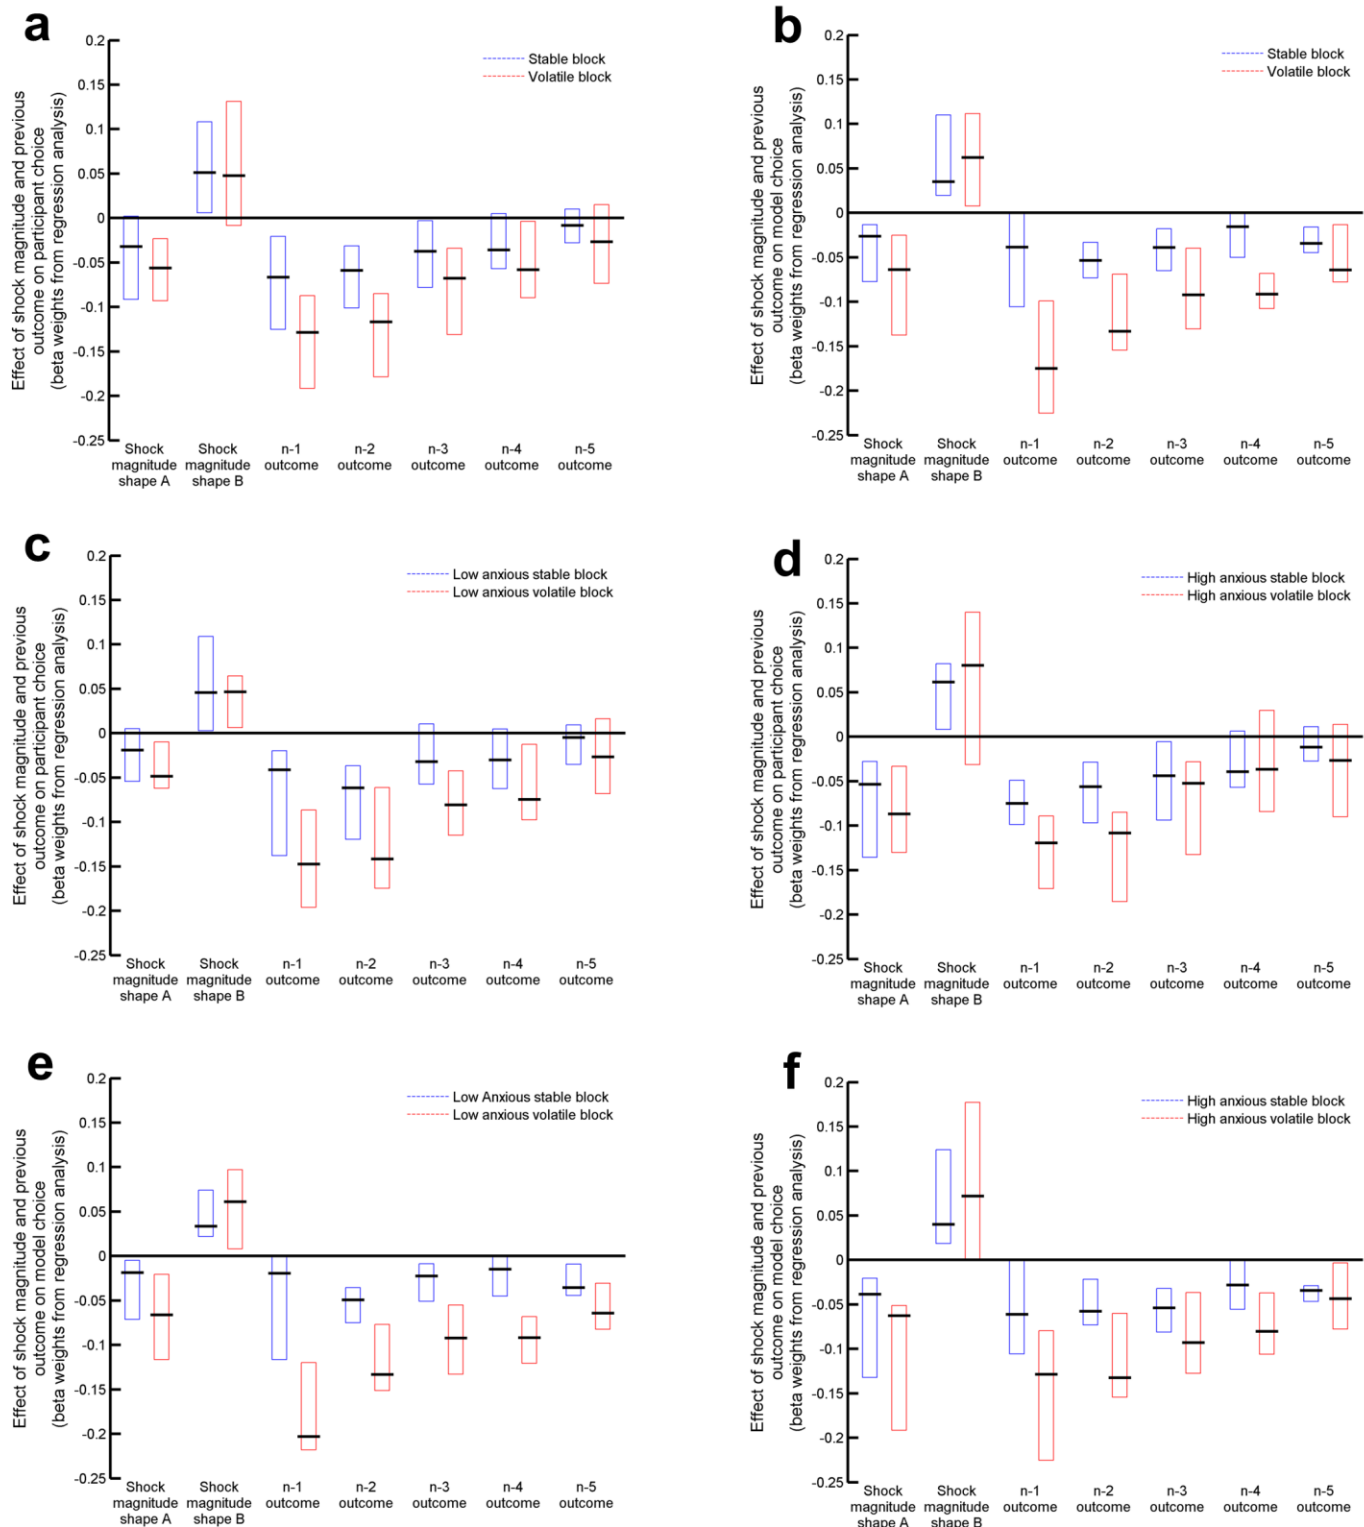 a
Effect of shock magnitude and previous
outcome on participant choice
(beta weights from regression analysis)
0.2
0.15
0.1
0.05
0
-0.05
-0.1
-0.15
-0.2
-0.25
Stable block
Volatile block
Shock
magnitude
shape A
Shock
magnitude
shape B
n-1
outcome
n-2
outcome
n-3
outcome
n-4
outcome
n-5
outcome
b
Effect of shock magnitude and previous
outcome on model choice
(beta weights from regression analysis)
0.2
0.15
0.1
0.05
0
-0.05
-0.1
-0.15
-0.2
-0.25
Stable block
Volatile block
Shock
magnitude
shape A
Shock
magnitude
shape B
n-1
outcome
n-2
outcome
n-3
outcome
n-4
outcome
n-5
outcome
c
Effect of shock magnitude and previous
outcome on participant choice
(beta weights from regression analysis)
0.2
0.15
0.1
0.05
0
-0.05
-0.1
-0.15
-0.2
-0.25
Low anxious stable block
Low anxious volatile block
Shock
magnitude
shape A
Shock
magnitude
shape B
n-1
outcome
n-2
outcome
n-3
outcome
n-4
outcome
n-5
outcome
d
Effect of shock magnitude and previous
outcome on participant choice
(beta weights from regression analysis)
0.2
0.15
0.1
0.05
0
-0.05
-0.1
-0.15
-0.2
-0.25
High anxious stable block
High anxious volatile block
Shock
magnitude
shape A
Shock
magnitude
shape B
n-1
outcome
n-2
outcome
n-3
outcome
n-4
outcome
n-5
outcome
e
Effect of shock magnitude and previous
outcome on model choice
(beta weights from regression analysis)
0.2
0.15
0.1
0.05
0
-0.05
-0.1
-0.15
-0.2
-0.25
Low Anxious stable block
Low anxious volatile block
Shock
magnitude
shape A
Shock
magnitude
shape B
n-1
outcome
n-2
outcome
n-3
outcome
n-4
outcome
n-5
outcome
f
Effect of shock magnitude and previous
outcome on model choice
(beta weights from regression analysis)
0.2
0.15
0.1
0.05
0
-0.05
-0.1
-0.15
-0.2
-0.25
High anxious stable block
High anxious volatile block
Shock
magnitude
shape A
Shock
magnitude
shape B
n-1
outcome
n-2
outcome
n-3
outcome
n-4
outcome
n-5
outcome